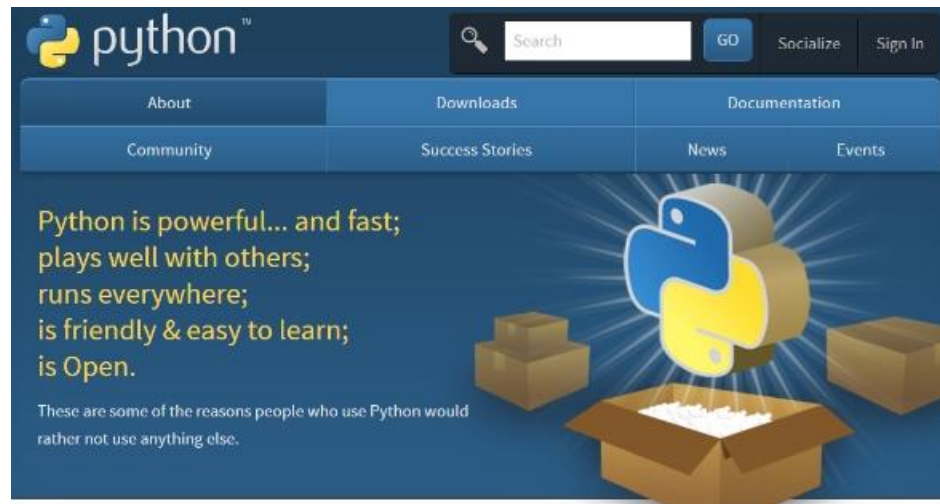 python™
Search
GO
Socialize
Sign In
About
Downloads
Documentation
Community
Success Stories
News
Events
Python is powerful... and fast;
plays well with others;
runs everywhere;
is friendly & easy to learn;
is Open.
These are some of the reasons people who use Python would
rather not use anything else.